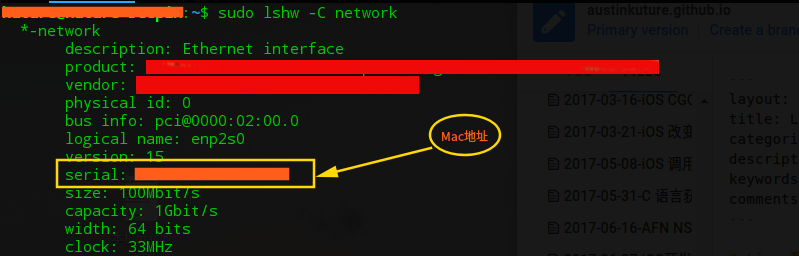 :~$ sudo lshw -C network
*-network
description: Ethernet interface
product:
vendor:
physical id: 0
bus info: pci@0000:02:00.0
logical name: enp2s0
version: 15
serial:
size: 100Mbit/s
capacity: 1Gbit/s
width: 64 bits
clock: 33MHz
Mac地址
austinkuture.github.io
Primary version
Create a bran
2017-03-16-iOS CGC
2017-03-21-iOS 改变
2017-05-08-iOS 调用
2017-05-31-C 语言获
2017-06-16-AFN NS
---
layout:
title: L
categori
descript
keywords
comments
---